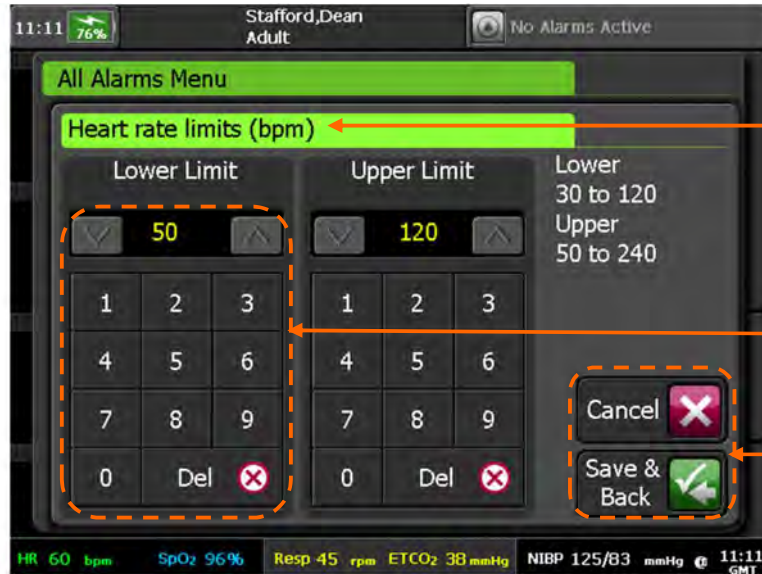 11:11 76% Stafford,Dean No Alarms Active
Adult
All Alarms Menu
Heart rate limits (bpm)
Lower Limit Upper Limit
Lower
30 to 120
Upper
50 to 240
50 120
1 2 3 1 2 3
4 5 6 4 5 6
7 8 9 7 8 9
0 Del 0 Del
Cancel
Save &
Back
HR 60 bpm SpO2 96% Resp 45 rpm ETCO2 38 mmHg NIBP 125/83 mmHg @ 11:11
GMT